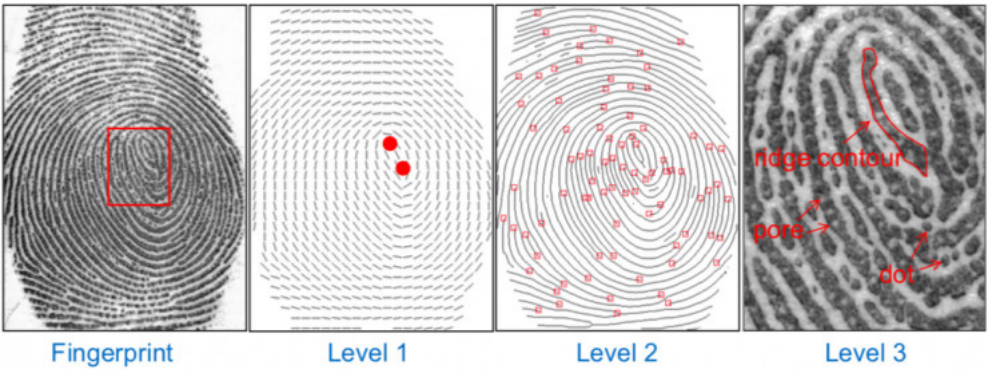 ridge contour
pore
dot
Fingerprint
Level 1
Level 2
Level 3